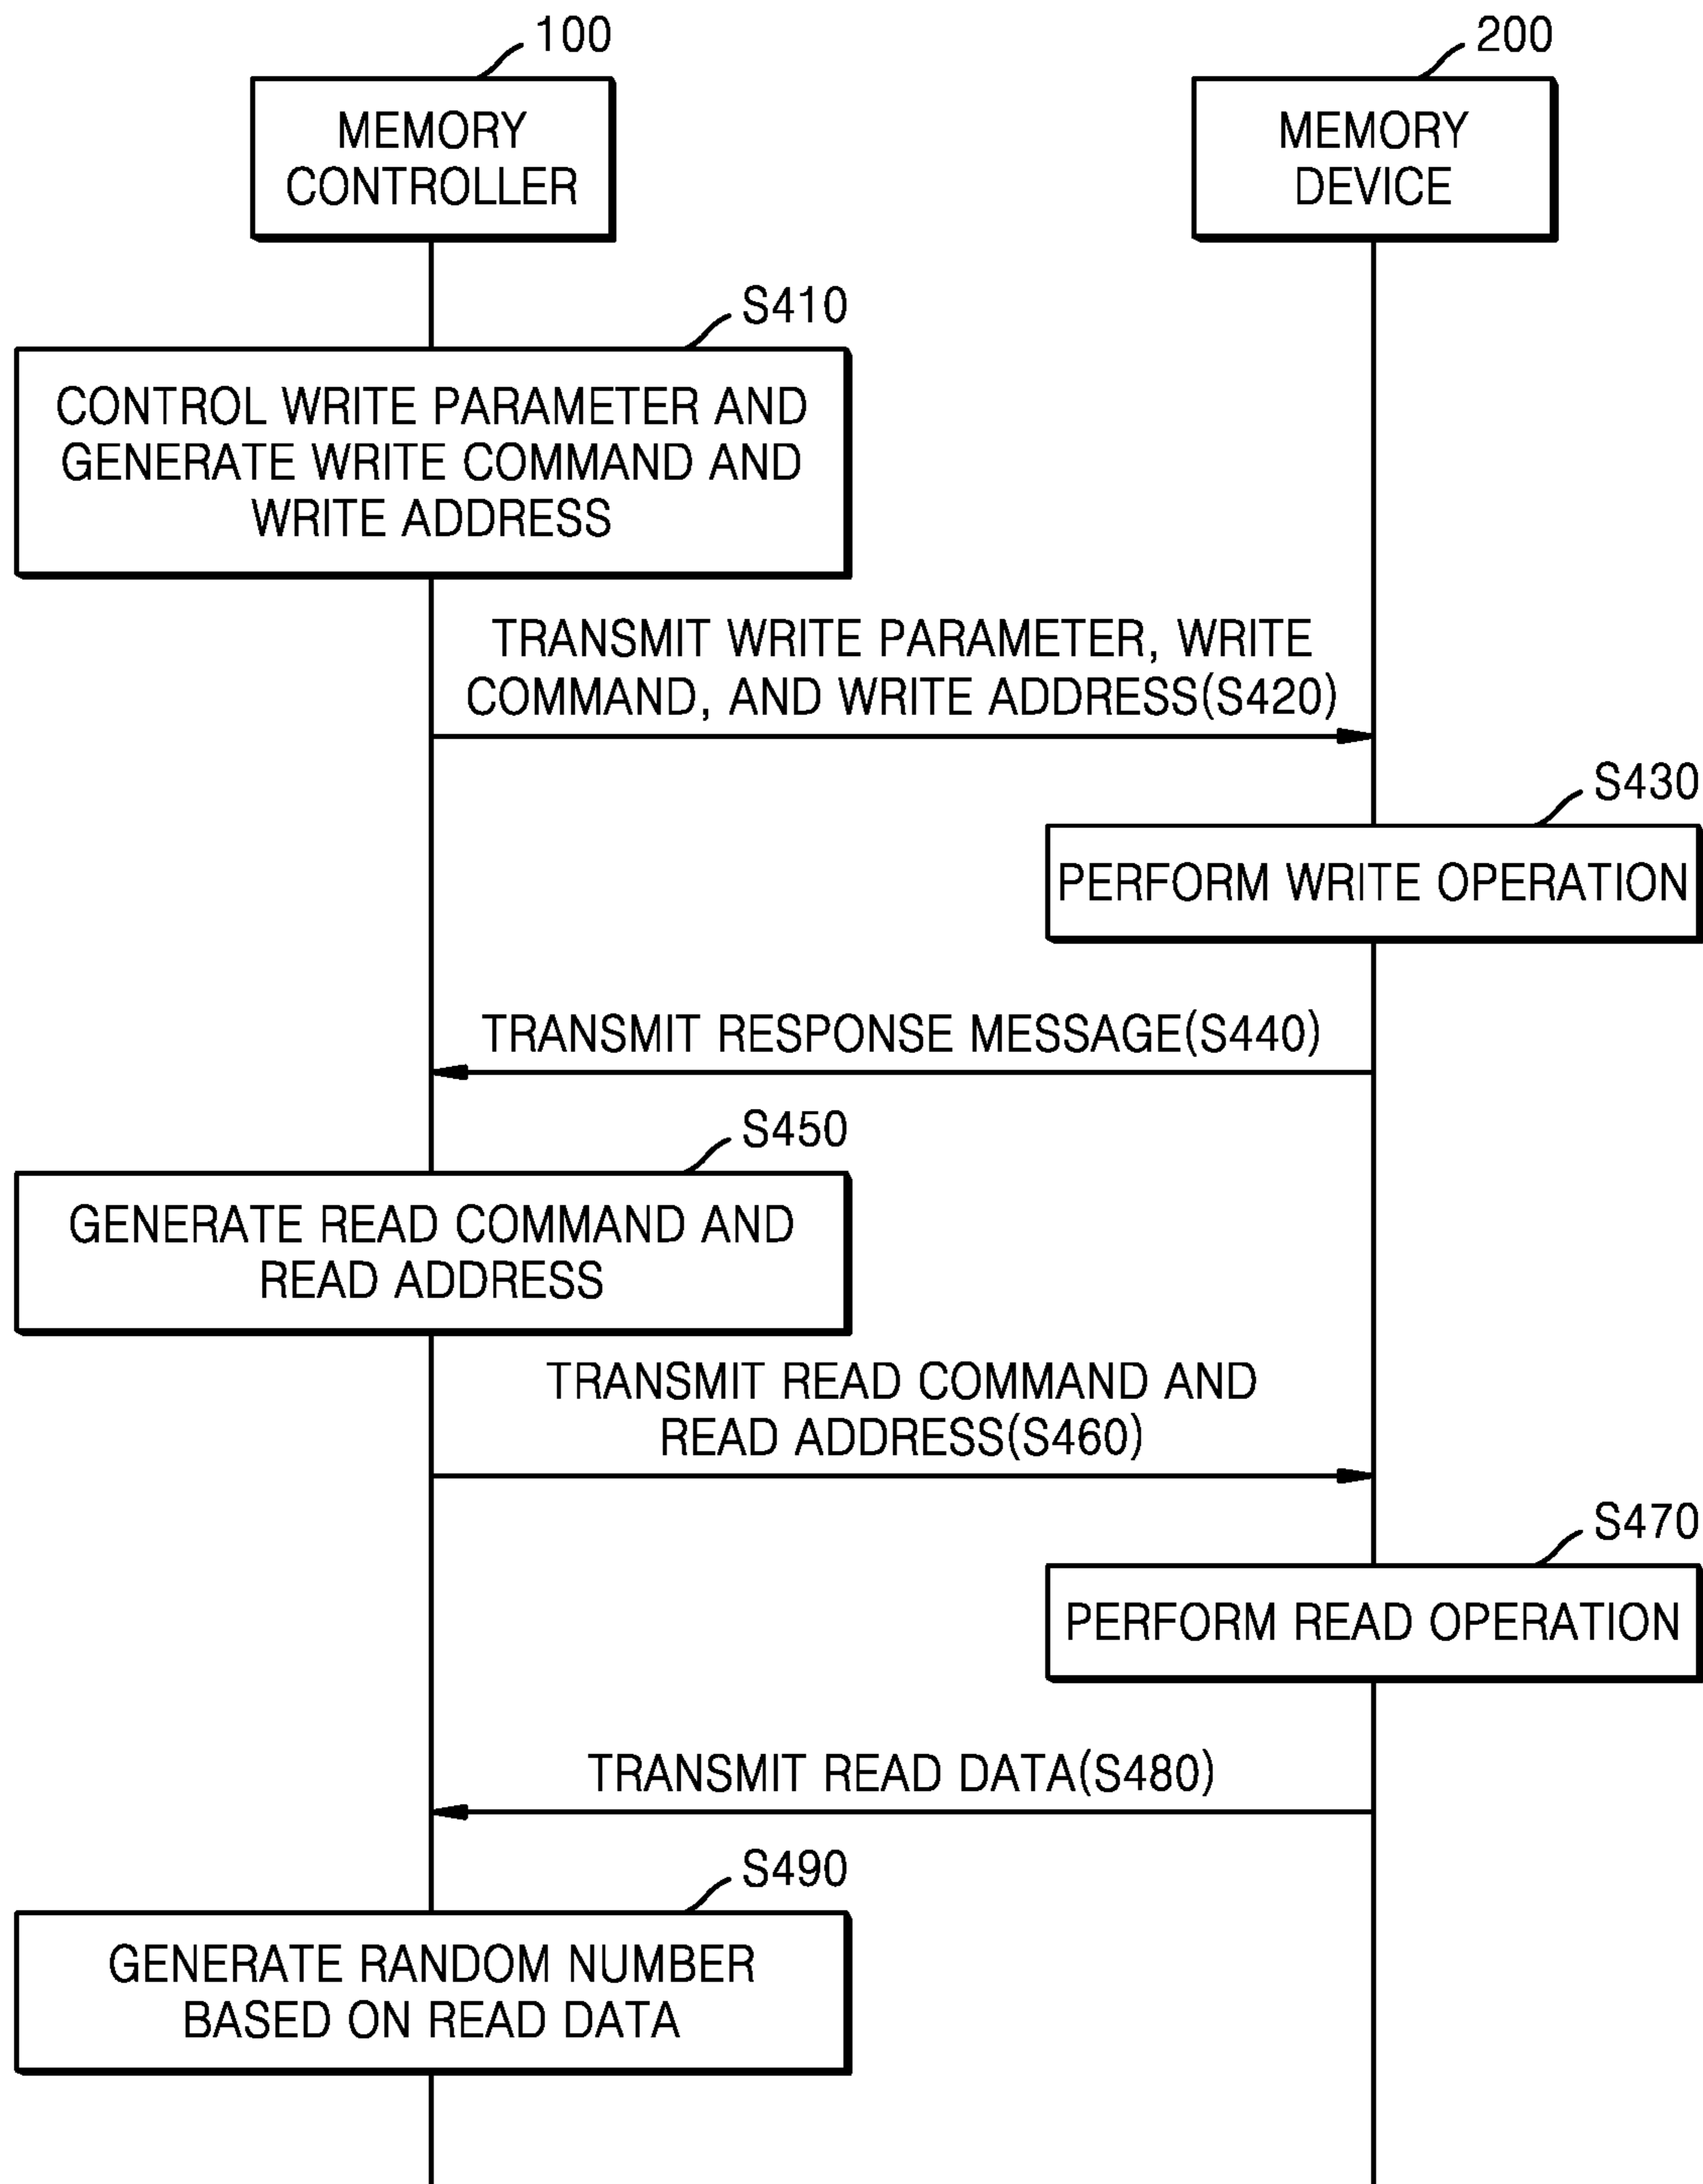 100
200
MEMORY
CONTROLLER
MEMORY
DEVICE
S410
CONTROL WRITE PARAMETER AND
GENERATE WRITE COMMAND AND
WRITE ADDRESS
TRANSMIT WRITE PARAMETER, WRITE
COMMAND, AND WRITE ADDRESS(S420)
S430
PERFORM WRITE OPERATION
TRANSMIT RESPONSE MESSAGE(S440)
S450
GENERATE READ COMMAND AND
READ ADDRESS
TRANSMIT READ COMMAND AND
READ ADDRESS(S460)
S470
PERFORM READ OPERATION
TRANSMIT READ DATA(S480)
S490
GENERATE RANDOM NUMBER
BASED ON READ DATA